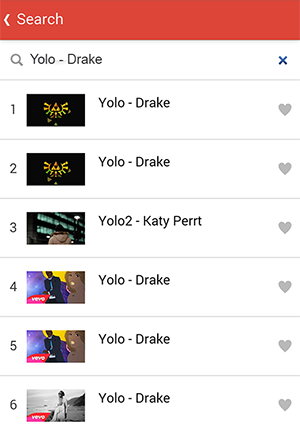 Search
Yolo - Drake
1 Yolo - Drake
2 Yolo - Drake
3 Yolo2 - Katy Perrt
4 Yolo - Drake
vevo
5 Yolo - Drake
vevo
6 Yolo - Drake
vevo